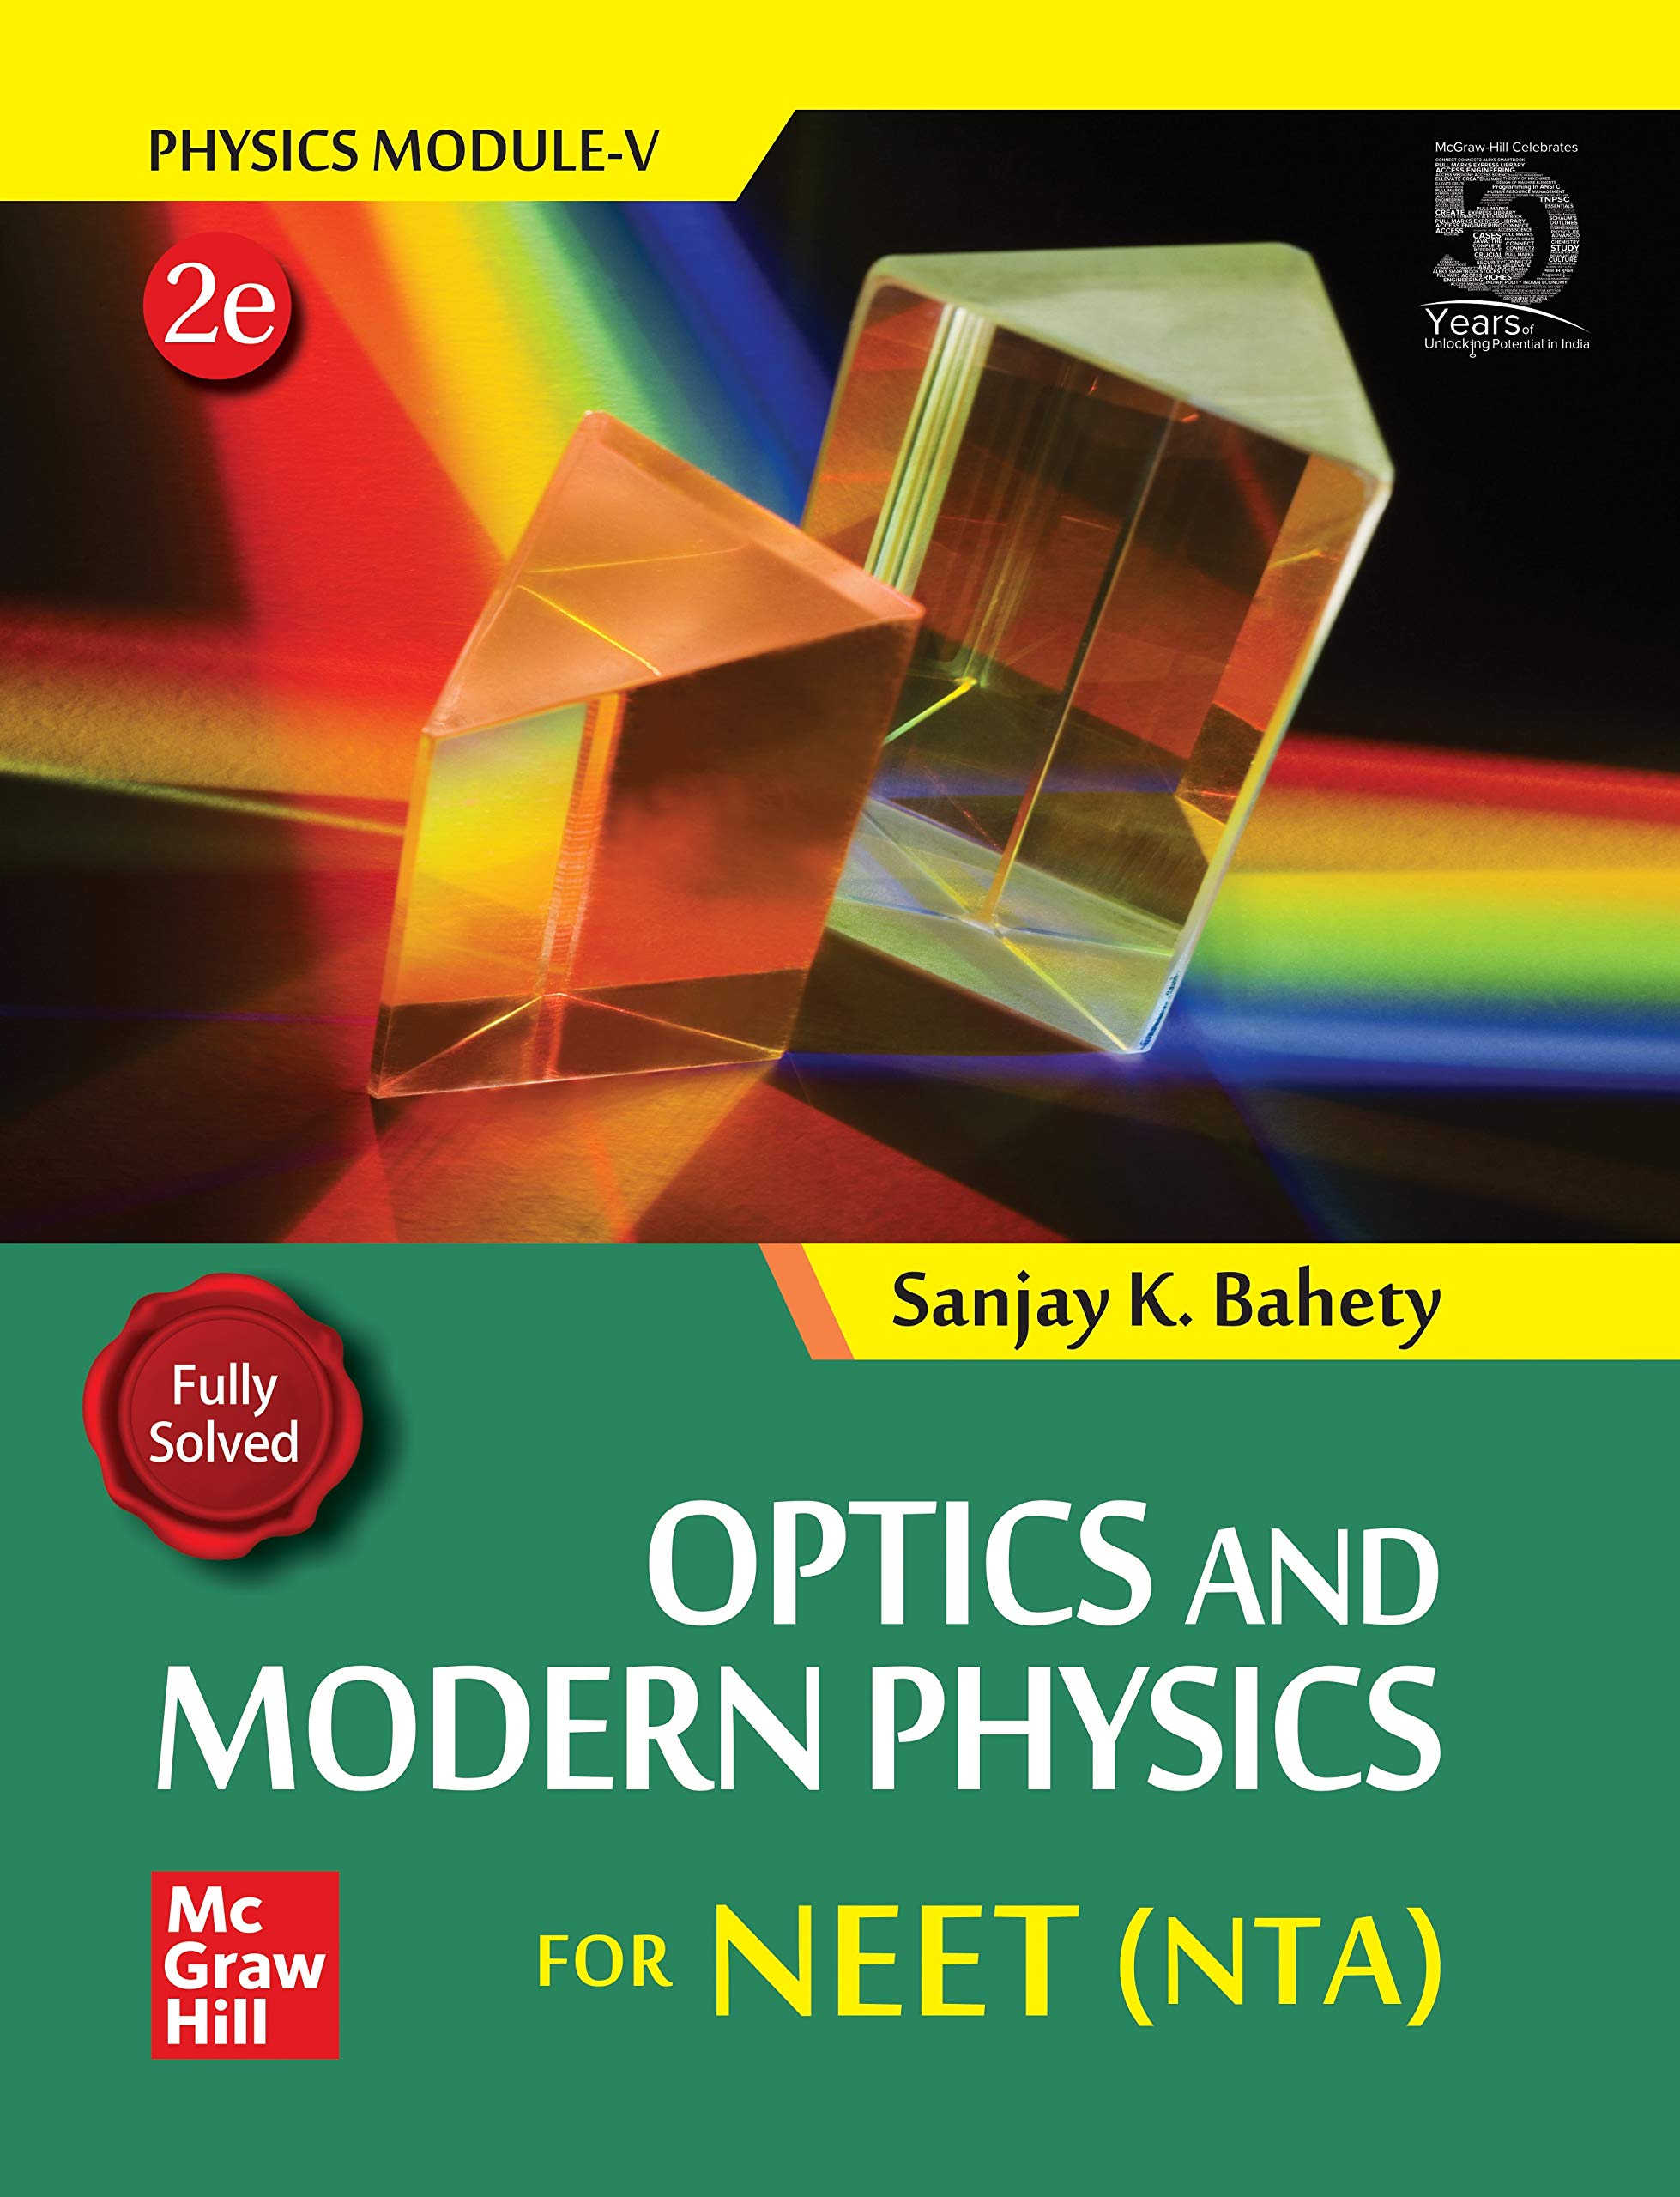 PHYSICS MODULE-V
2e
McGraw-Hill Celebrates
50
Years of
Unlocking Potential in India
Sanjay K. Bahety
Fully
Solved
OPTICS AND
MODERN PHYSICS
FOR NEET (NTA)
Mc
Graw
Hill